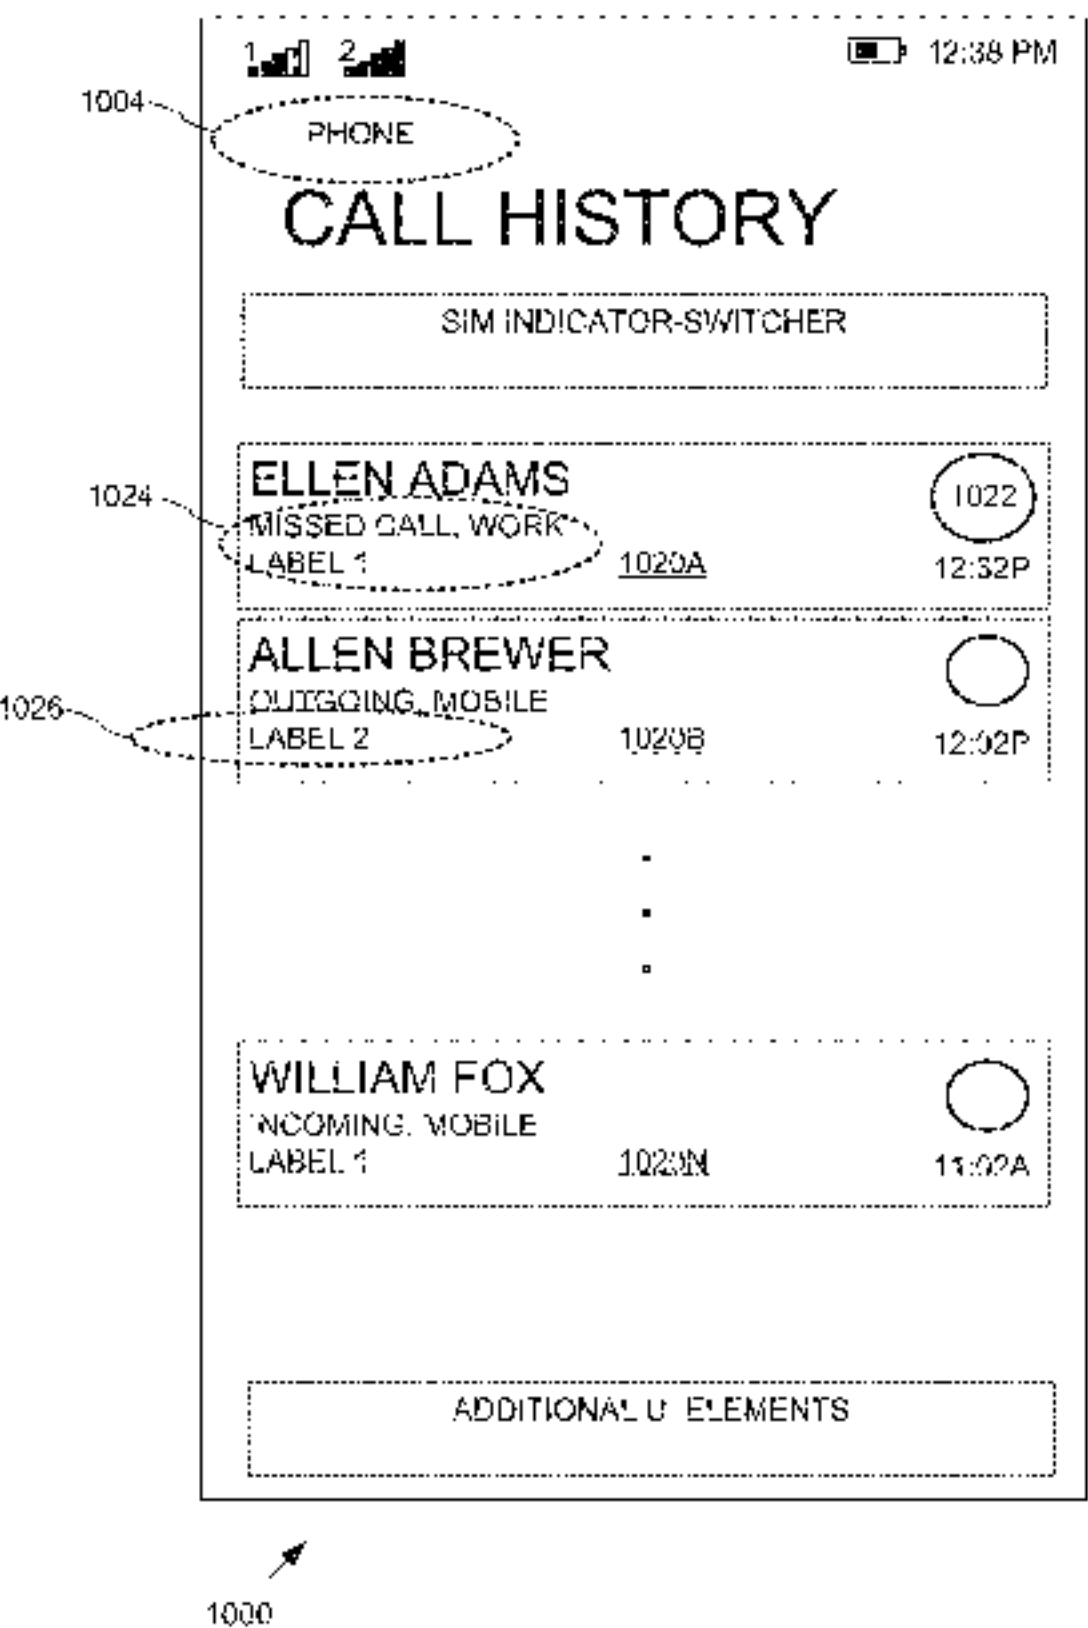 1 2 12:38 PM
1004
PHONE
CALL HISTORY
SIM INDICATOR-SWITCHER
ELLEN ADAMS
1022
1024
MISSED CALL, WORK
LABEL 1 1020A 12:32P
ALLEN BREWER
OUTGOING, MOBILE
1026
LABEL 2 1020B 12:02P
WILLIAM FOX
INCOMING, MOBILE
LABEL 1 1020N 11:02A
ADDITIONAL UI ELEMENTS
1000